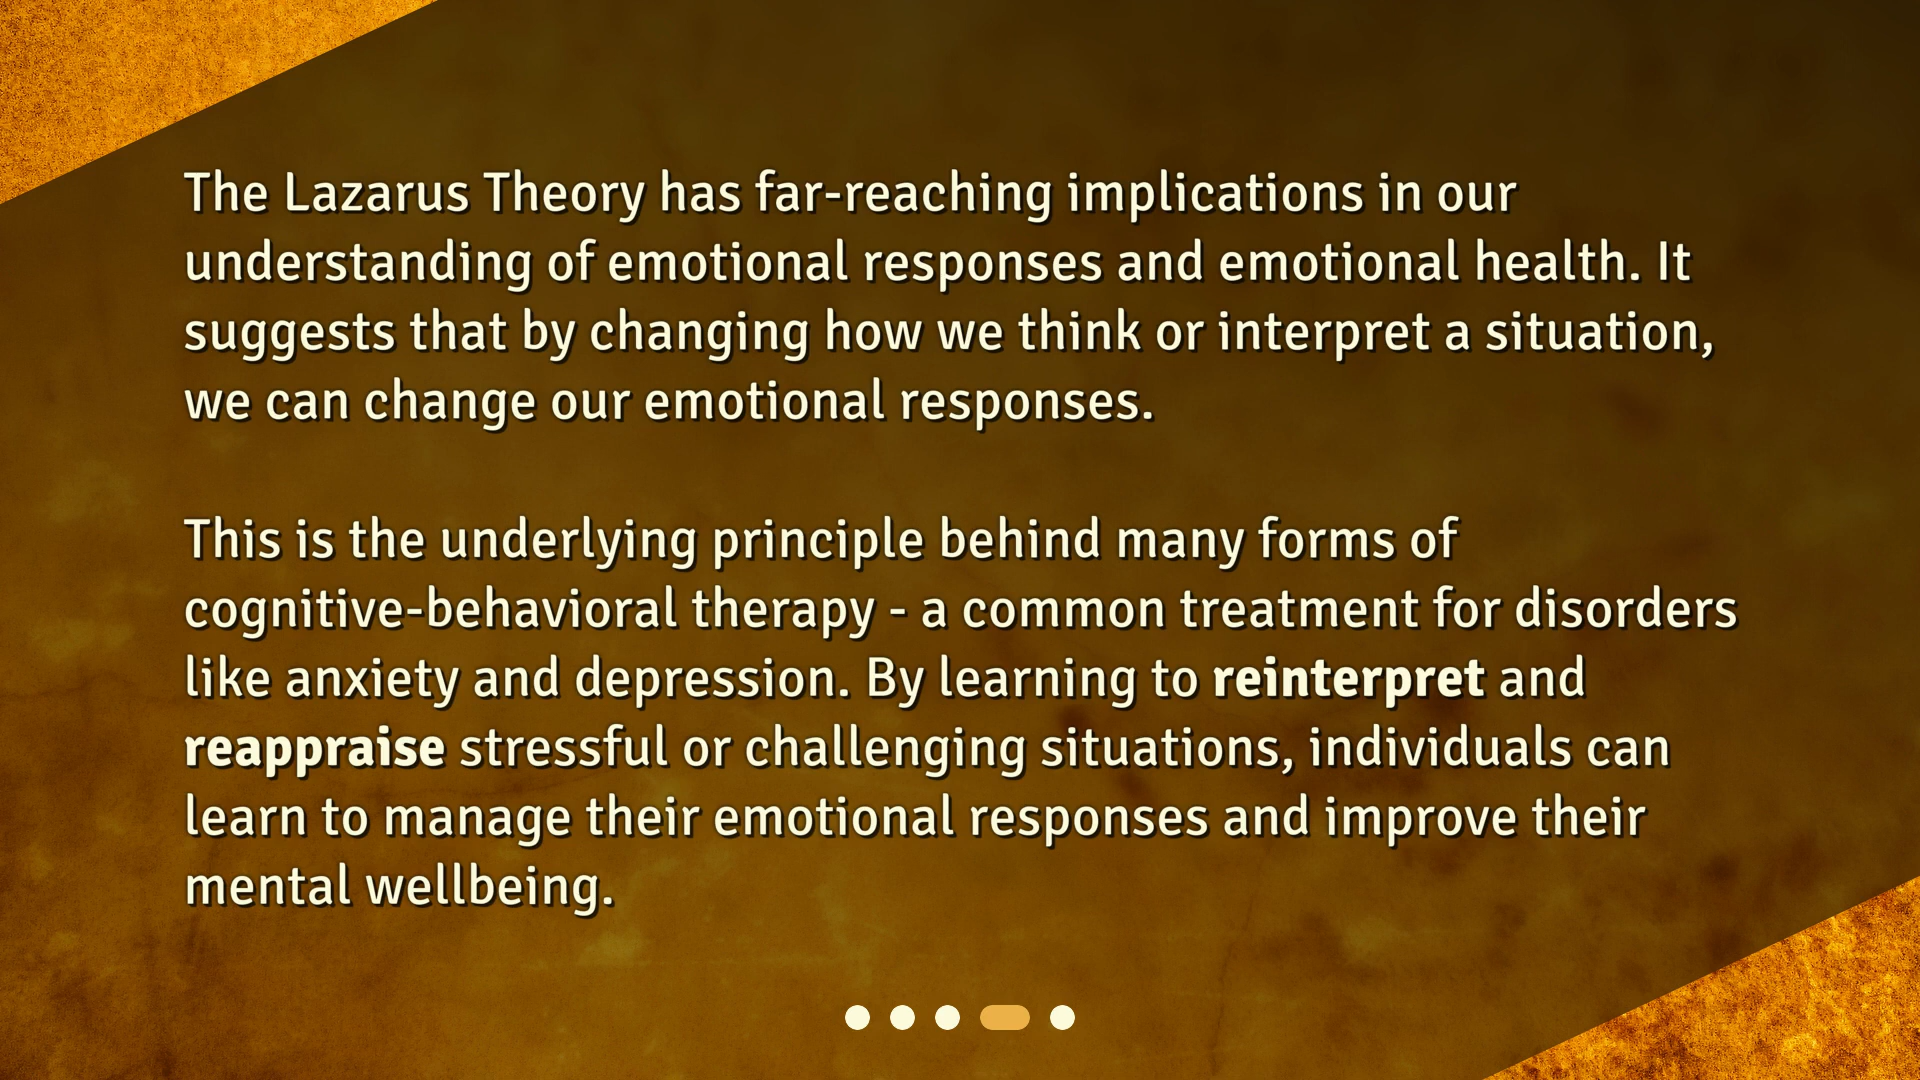 The Lazarus Theory has far-reaching implications in our
understanding of emotional responses and emotional health. It
suggests that by changing how we think or interpret a situation,
we can change our emotional responses.
This is the underlying principle behind many forms of
cognitive-behavioral therapy - a common treatment for disorders
like anxiety and depression. By learning to reinterpret and
reappraise stressful or challenging situations, individuals can
learn to manage their emotional responses and improve their
mental wellbeing.